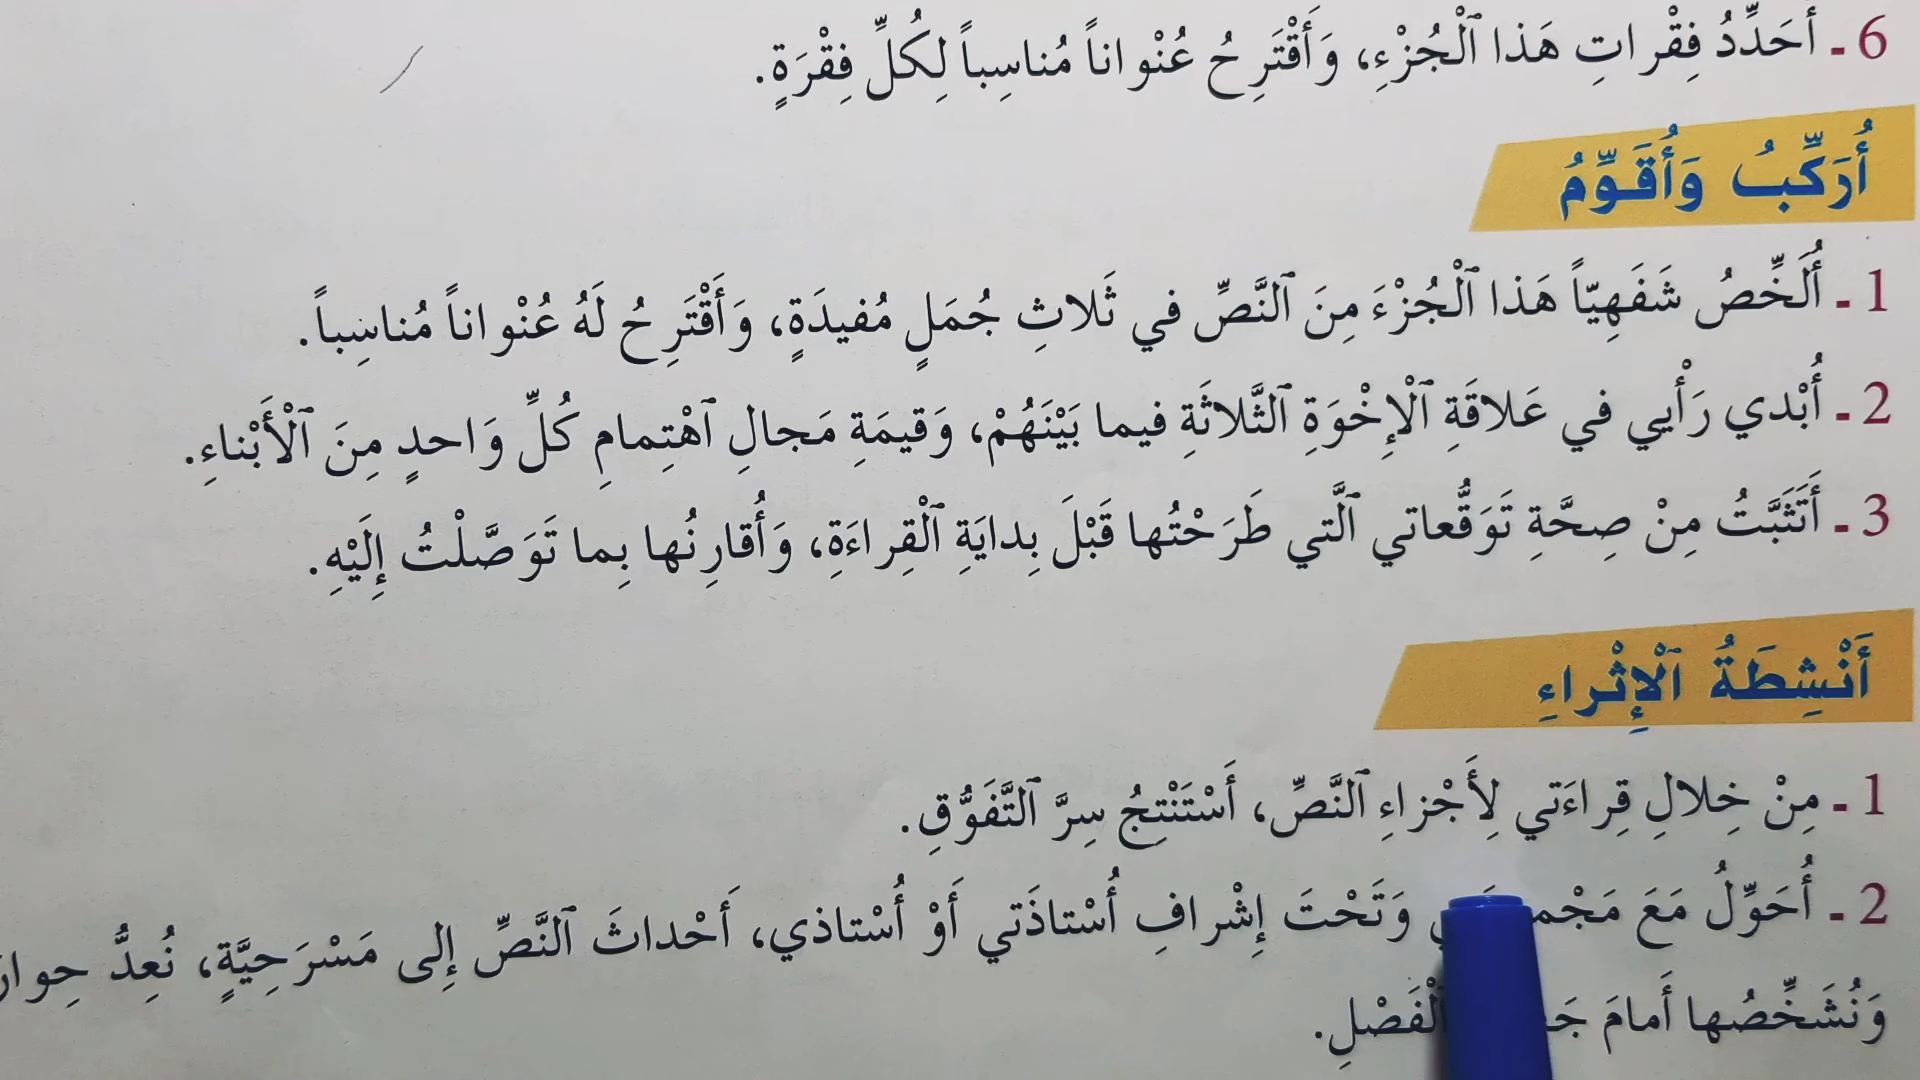 6 ـ أُحَدِّدُ فِقْراتِ هَذا ٱلْجُزْءِ، وَأَقْتَرِحُ عُنْواناً مُناسِباً لِكُلِّ فِقْرَةٍ.
أُرَكِّبُ وَأُقَوِّمُ
1 ـ أُلَخِّصُ شَفَهِيّاً هَذا ٱلْجُزْءَ مِنَ ٱلنَّصِّ في ثَلاثِ جُمَلٍ مُفيدَةٍ، وَأَقْتَرِحُ لَهُ عُنْواناً مُناسِباً.
2 ـ أُبْدي رَأْيي في عَلاقَةِ ٱلْإِخْوَةِ ٱلثَّلاثَةِ فيما بَيْنَهُمْ، وَقيمَةِ مَجالِ ٱهْتِمامِ كُلِّ وَاحدٍ مِنَ ٱلْأَبْناءِ.
3 ـ أَتَثَبَّتُ مِنْ صِحَّةِ تَوَقُّعاتي ٱلَّتي طَرَحْتُها قَبْلَ بِدايَةِ ٱلْقِراءَةِ، وَأُقارِنُها بِما تَوَصَّلْتُ إِلَيْهِ.
أَنْشِطَةُ ٱلْإِثْراءِ
1 ـ مِنْ خِلالِ قِراءَتي لِأَجْزاءِ ٱلنَّصِّ، أَسْتَنْتِجُ سِرَّ ٱلتَّفَوُّقِ.
2 ـ أُحَوِّلُ مَعَ وَتَحْتَ إِشْرافِ أُسْتاذَتي أَوْ أُسْتاذي، أَحْداثَ ٱلنَّصِّ إِلى مَسْرَحِيَّةٍ، نُعِدُّ
وَنُشَخِّصُها أَمامَ ٱلْفَصْلِ.